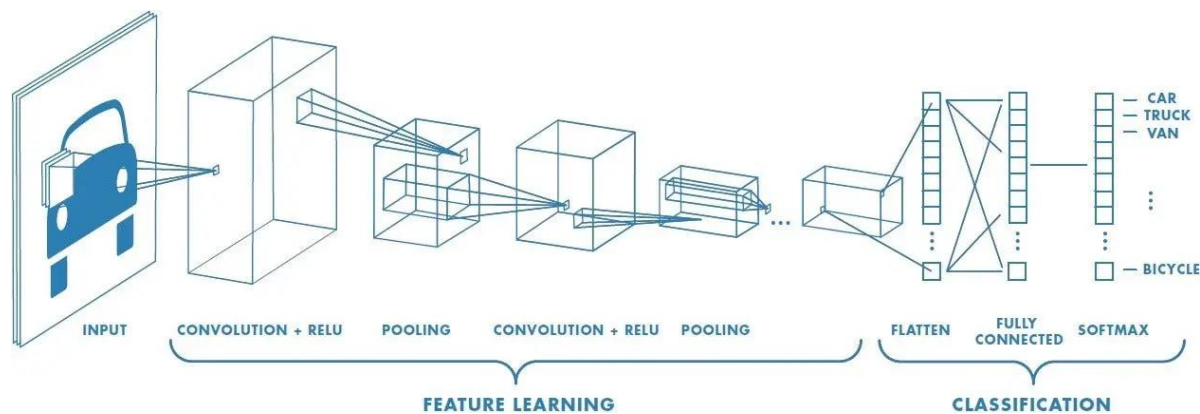 CAR
TRUCK
VAN
BICYCLE
INPUT
CONVOLUTION + RELU
POOLING
CONVOLUTION + RELU
POOLING
FLATTEN
FULLY
CONNECTED
SOFTMAX
FEATURE LEARNING
CLASSIFICATION